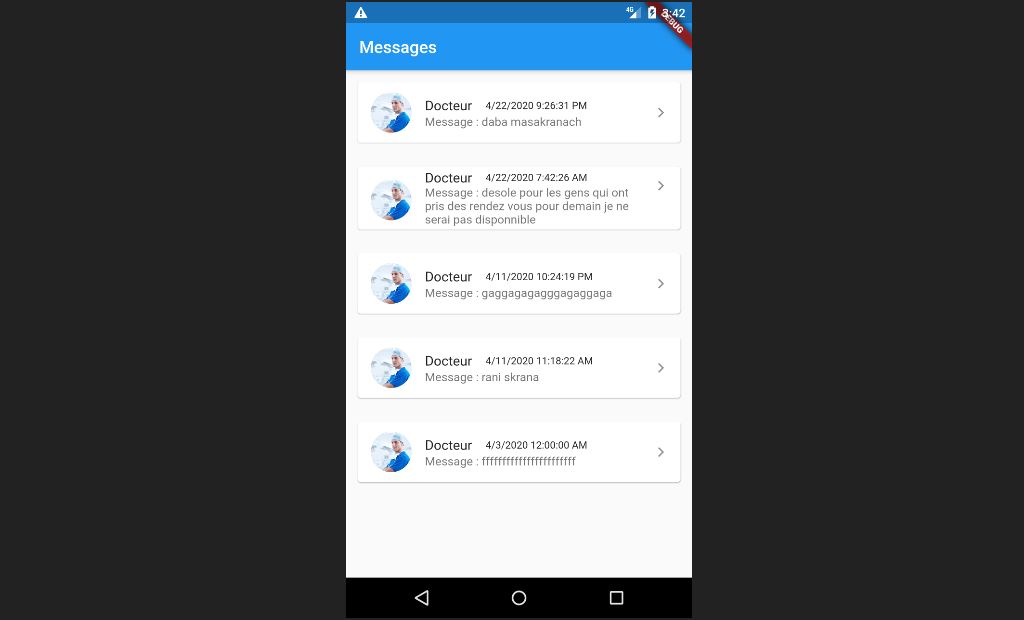 4G 3:42
DEBUG
Messages
Docteur 4/22/2020 9:26:31 PM
Message : daba masakranach
Docteur 4/22/2020 7:42:26 AM
Message : desole pour les gens qui ont
pris des rendez vous pour demain je ne
serai pas disponnible
Docteur 4/11/2020 10:24:19 PM
Message : gaggagagagggagaggaga
Docteur 4/11/2020 11:18:22 AM
Message : rani skrana
Docteur 4/3/2020 12:00:00 AM
Message : fffffffffffffffffffffff